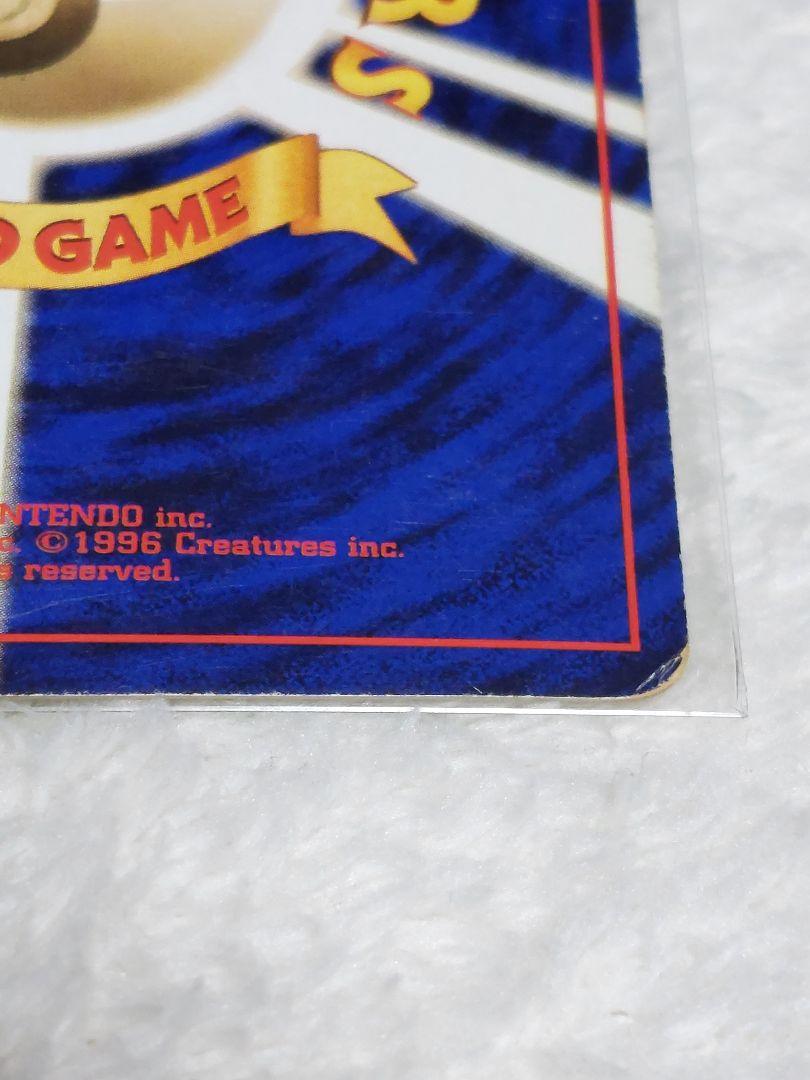 S
GAME
NTENDO inc.
©1996 Creatures inc.
reserved.